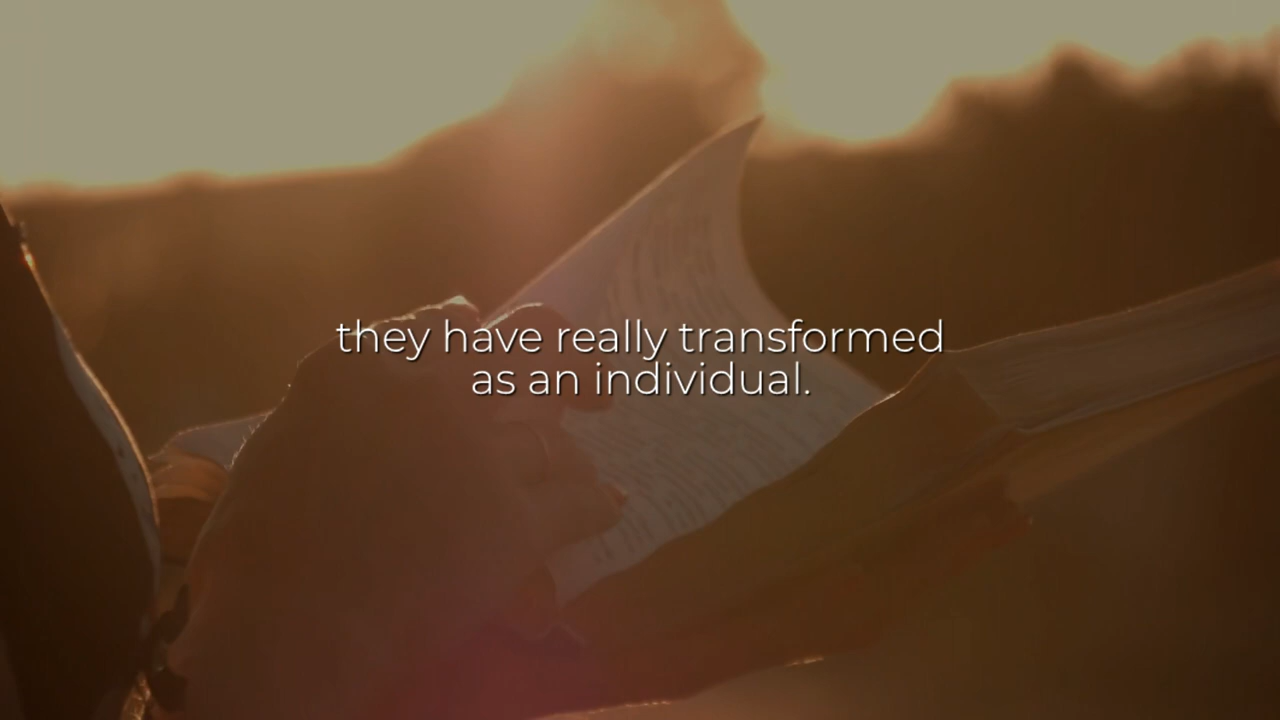 they have really transformed
as an individual.